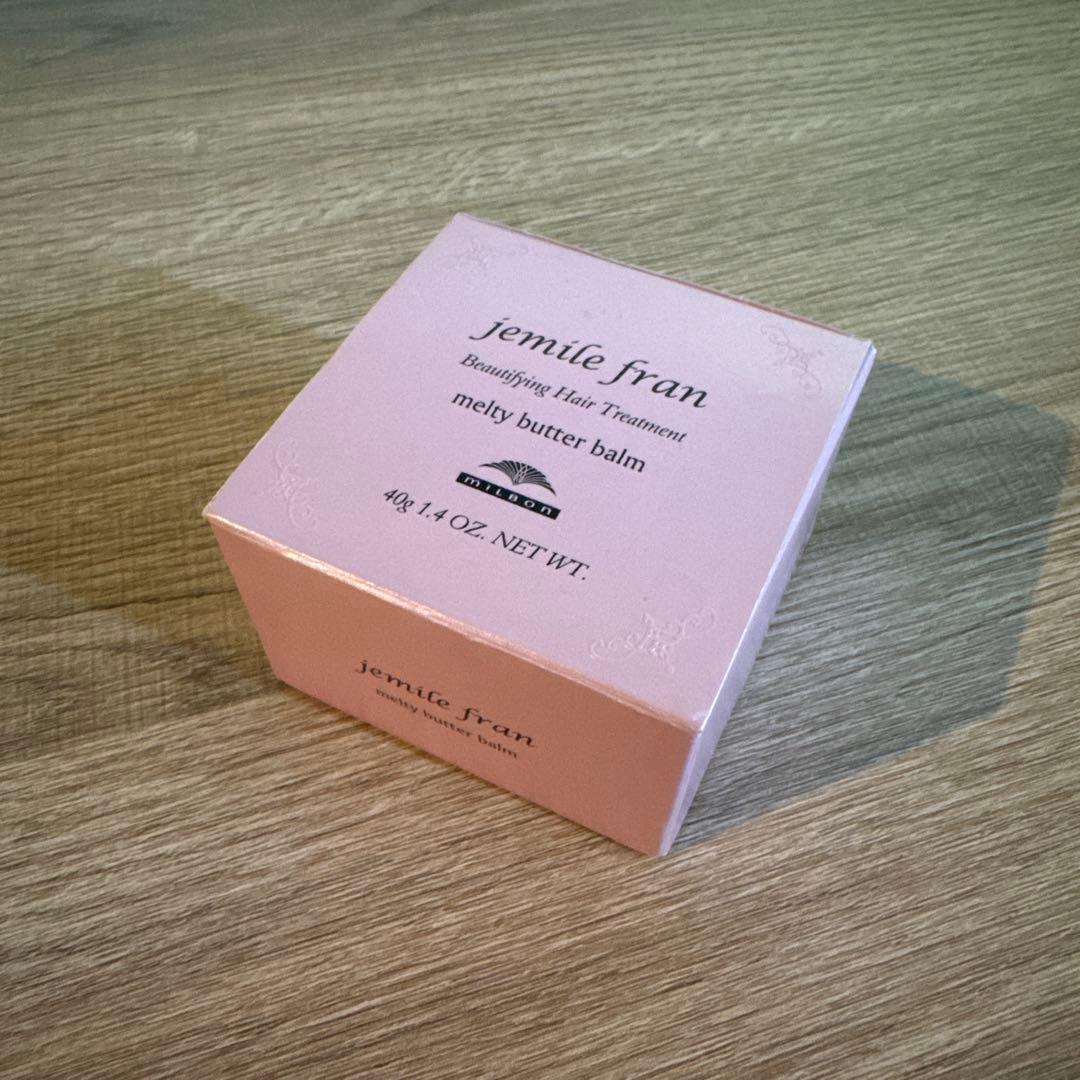 jemile fran
Beautifying Hair Treatment
melty butter balm
milbon
40g 1.4 OZ. NET WT.
jemile fran
melty butter balm